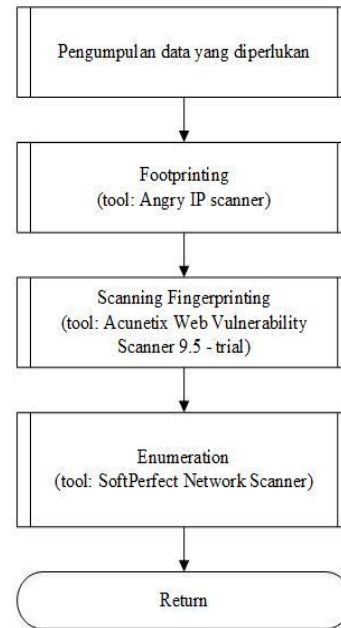 Pengumpulan data yang diperlukan
Footprinting
(tool: Angry IP scanner)
Scanning Fingerprinting
(tool: Acunetix Web Vulnerability
Scanner 9.5 - trial)
Enumeration
(tool: SoftPerfect Network Scanner)
Return